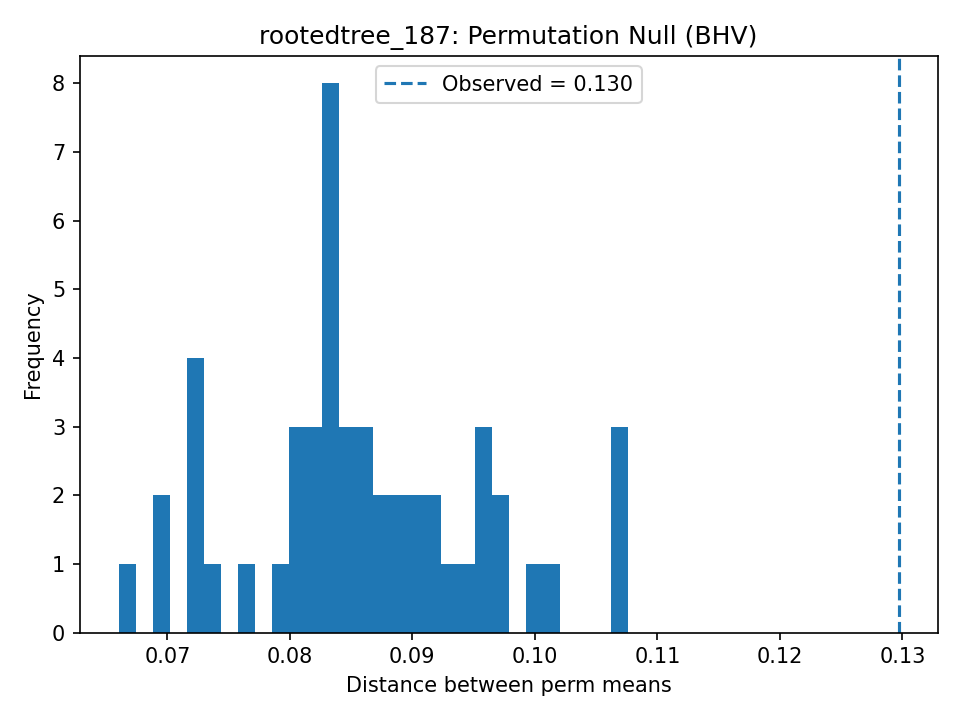 rootedtree_187: Permutation Null (BHV)
Observed = 0.130
Frequency
8
7
6
5
4
3
2
1
0
0.07 0.08 0.09 0.10 0.11 0.12 0.13
Distance between perm means